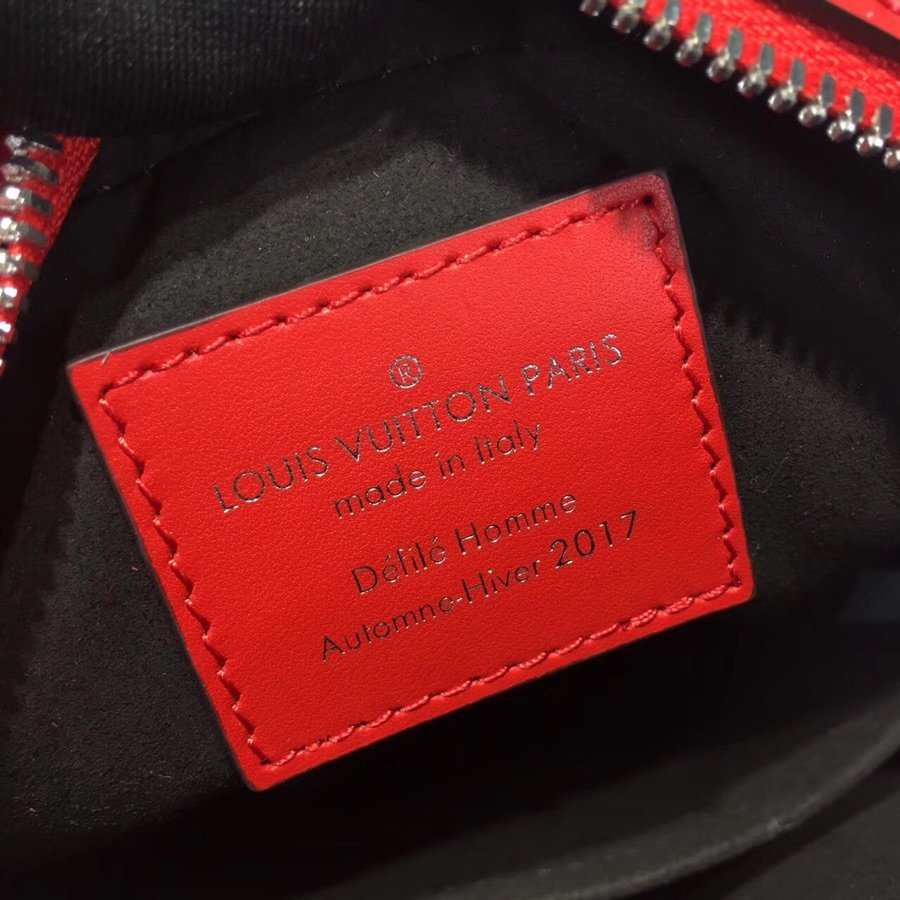 ®
LOUIS VUITTON PARIS
made in Italy
Défilé Homme
Automne-Hiver 2017